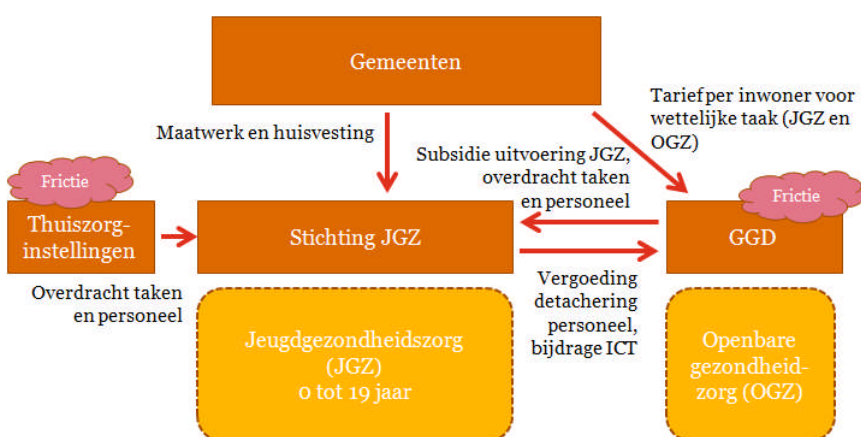 Gemeenten
Maatwerk en huisvesting
Tarief per inwoner voor
wettelijke taak (JGZ en
OGZ)
Subsidie uitvoering JGZ,
overdracht taken
en personeel
Frictie
Thuiszorg-
instellingen
Stichting JGZ
Frictie
GGD
Overdracht taken
en personeel
Vergoeding
detachering
personeel,
bijdrage ICT
Jeugdgezondheidszorg
(JGZ)
0 tot 19 jaar
Openbare
gezondheid-
zorg (OGZ)